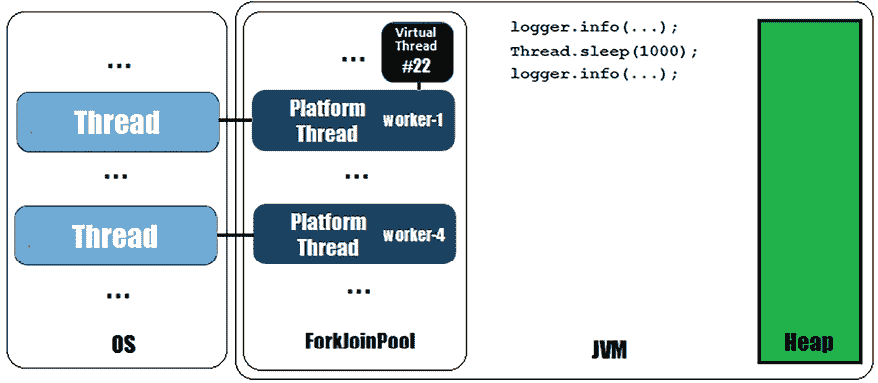 ...
Thread
...
Thread
...
OS
...
Virtual
Thread
#22
Platform
Thread
worker-1
...
Platform
Thread
worker-4
...
ForkJoinPool
logger.info(...);
Thread.sleep(1000);
logger.info(...);
JVM
Heap